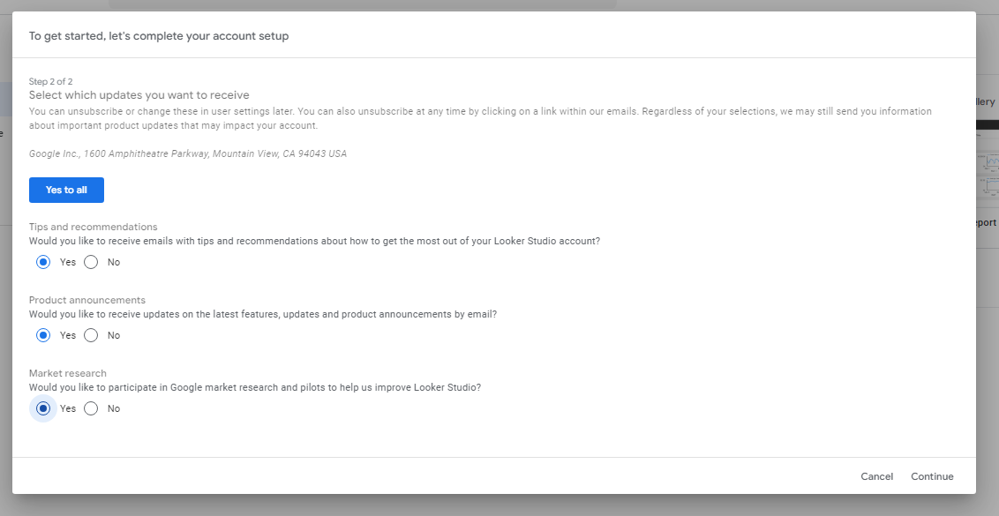 To get started, let's complete your account setup
Step 2 of 2
Select which updates you want to receive
You can unsubscribe or change these in user settings later. You can also unsubscribe at any time by clicking on a link within our emails. Regardless of your selections, we may still send you information
about important product updates that may impact your account.
Google Inc., 1600 Amphitheatre Parkway, Mountain View, CA 94043 USA
Yes to all
Tips and recommendations
Would you like to receive emails with tips and recommendations about how to get the most out of your Looker Studio account?
Yes No
Product announcements
Would you like to receive updates on the latest features, updates and product announcements by email?
Yes No
Market research
Would you like to participate in Google market research and pilots to help us improve Looker Studio?
Yes No
Cancel Continue